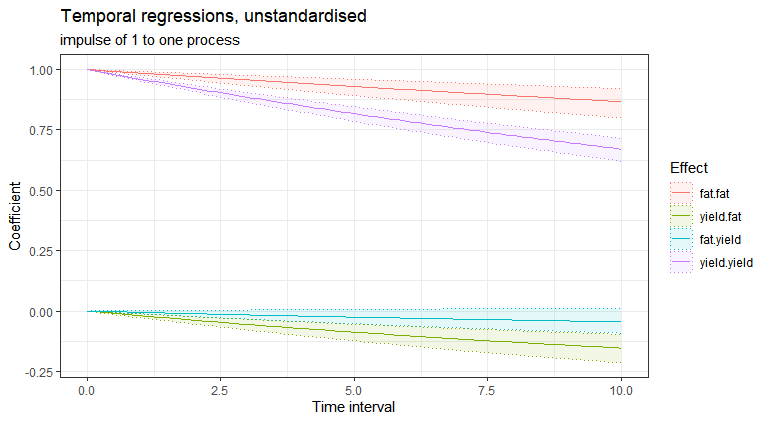 Temporal regressions, unstandardised
impulse of 1 to one process
1.00
0.75
0.50
0.25
0.00
-0.25
Coefficient
0.0
2.5
5.0
7.5
10.0
Time interval
Effect
fat.fat
yield.fat
fat.yield
yield.yield